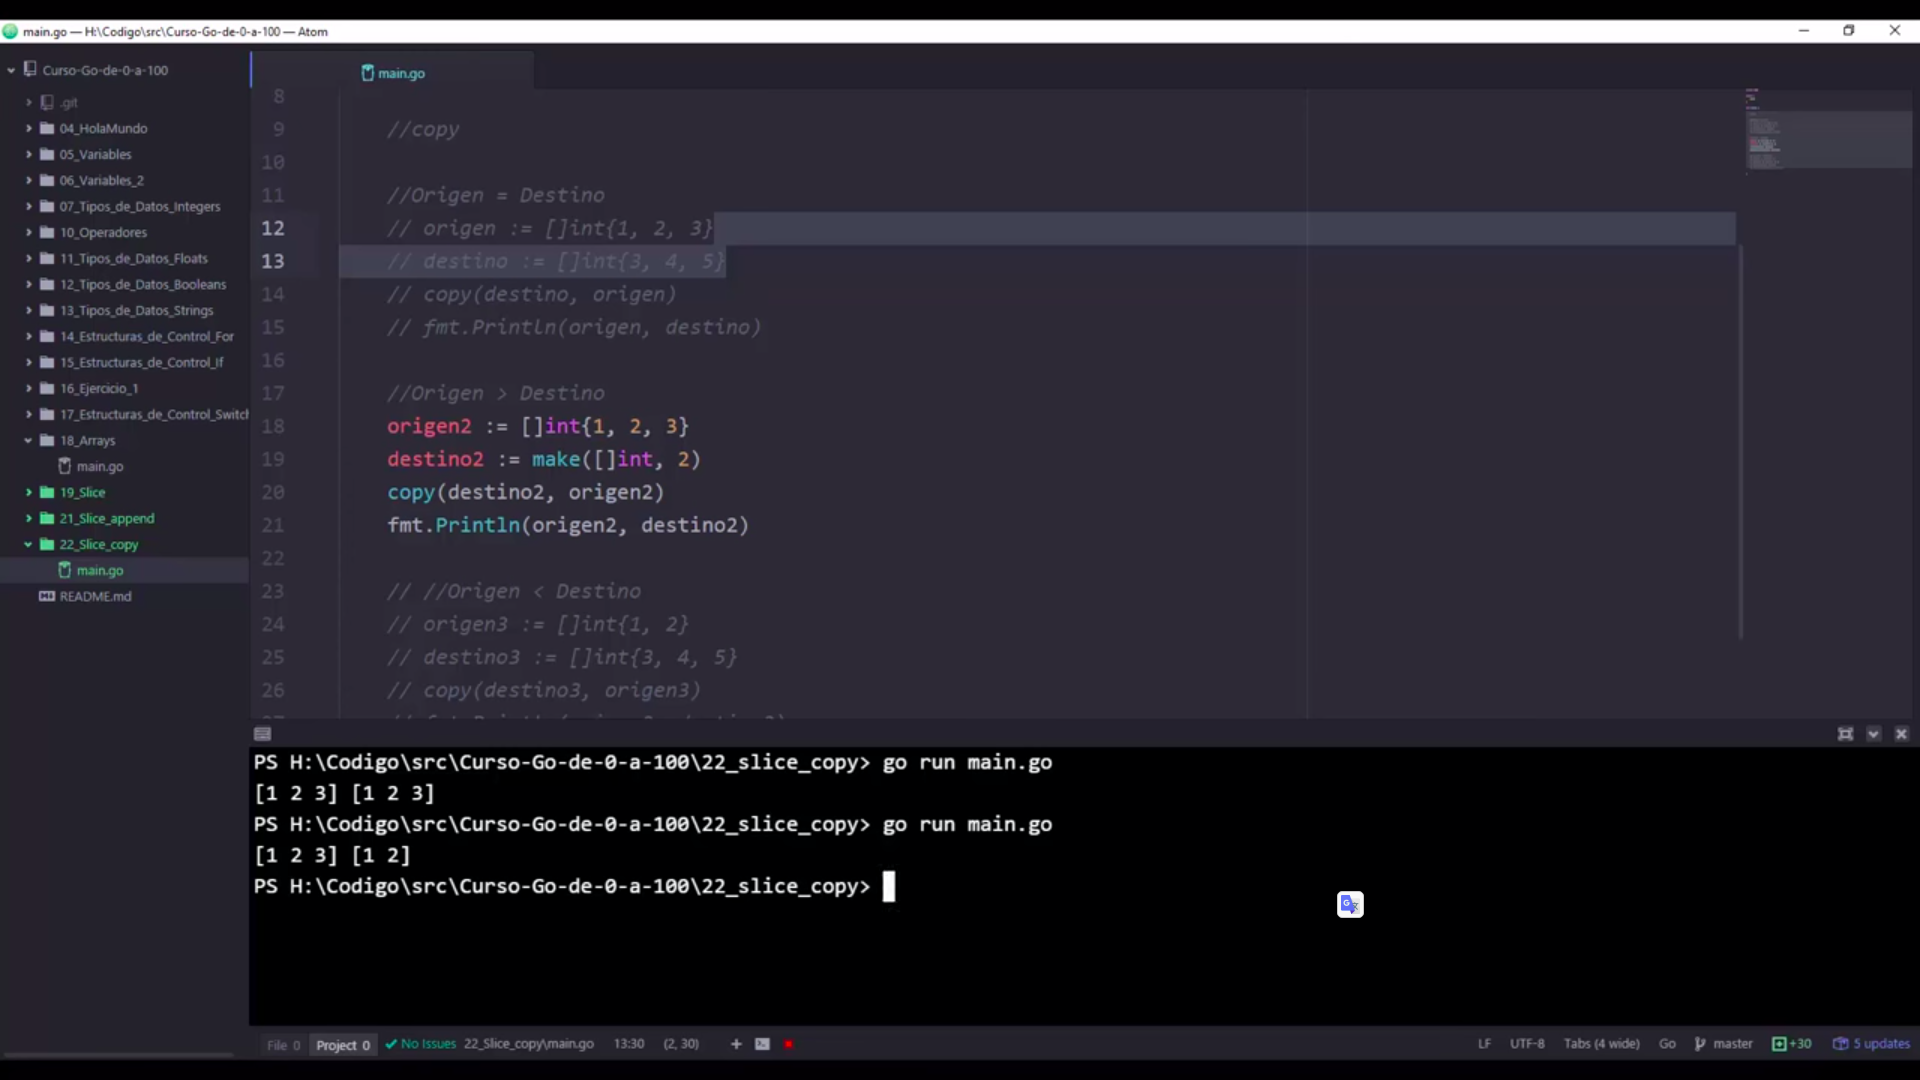 main.go — H:\Codigo\src\Curso-Go-de-0-a-100 — Atom
Curso-Go-de-0-a-100
.git
04_HolaMundo
05_Variables
06_Variables_2
07_Tipos_de_Datos_Integers
10_Operadores
11_Tipos_de_Datos_Floats
12_Tipos_de_Datos_Booleans
13_Tipos_de_Datos_Strings
14_Estructuras_de_Control_For
15_Estructuras_de_Control_If
16_Ejercicio_1
17_Estructuras_de_Control_Switch
18_Arrays
main.go
19_Slice
21_Slice_append
22_Slice_copy
main.go
README.md
main.go
8
9 //copy
10
11 //Origen = Destino
12 // origen := []int{1, 2, 3}
13 // destino := []int{3, 4, 5}
14 // copy(destino, origen)
15 // fmt.Println(origen, destino)
16
17 //Origen > Destino
18 origen2 := []int{1, 2, 3}
19 destino2 := make([]int, 2)
20 copy(destino2, origen2)
21 fmt.Println(origen2, destino2)
22
23 // //Origen < Destino
24 // origen3 := []int{1, 2}
25 // destino3 := []int{3, 4, 5}
26 // copy(destino3, origen3)
PS H:\Codigo\src\Curso-Go-de-0-a-100\22_slice_copy> go run main.go
[1 2 3] [1 2 3]
PS H:\Codigo\src\Curso-Go-de-0-a-100\22_slice_copy> go run main.go
[1 2 3] [1 2]
PS H:\Codigo\src\Curso-Go-de-0-a-100\22_slice_copy>
File 0 Project 0 No Issues 22_Slice_copy\main.go 13:30 (2, 30) LF UTF-8 Tabs (4 wide) Go master +30 5 updates